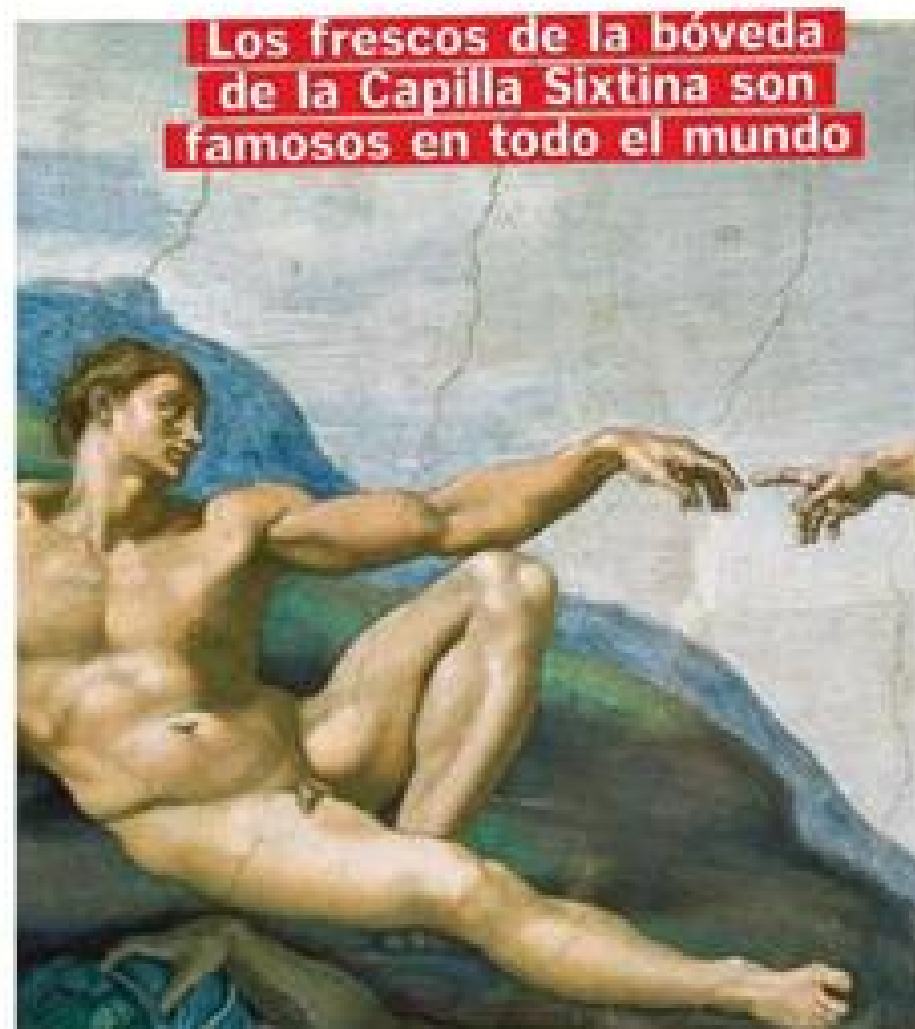 Los frescos de la bóveda
de la Capilla Sixtina son
famosos en todo el mundo